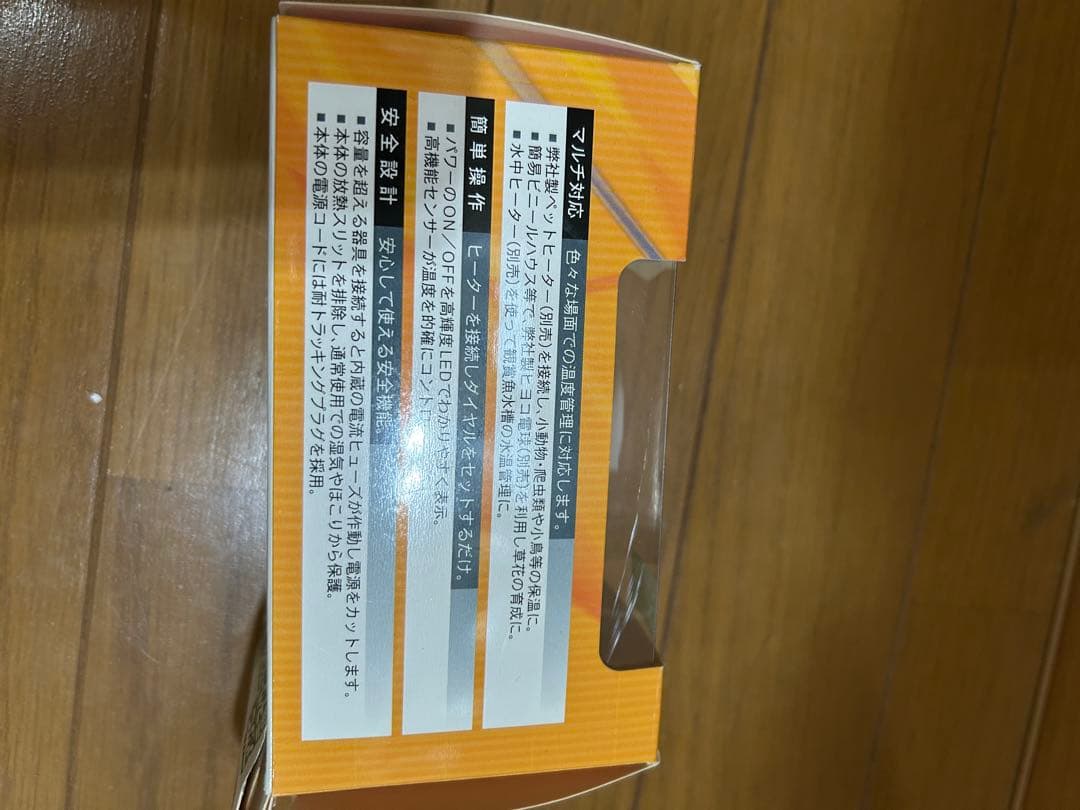 マルチ対応 色々な場面での温度管理に対応します。
■弊社製ペットヒーター(別売)を接続し、小動物・爬虫類や小鳥等の保温に。
■簡易ビニールハウス等で、弊社製ヒヨコ電球(別売)を利用し草花の育成に。
■水中ヒーター(別売)を使って観賞魚水槽の水温管理に。
簡単操作 ヒーターを接続しダイヤルをセットするだけ。
■パワーのON/OFFを高輝度LEDでわかりやすく表示。
■高機能センサーが温度を的確にコント
安全設計 安心して使える安全機能。
■容量を超える器具を接続すると内蔵の電流ヒューズが作動し電源をカットします。
■本体の放熱スリットを排除し、通常使用での湿気やほこりから保護。
■本体の電源コードには耐トラッキングプラグを採用。